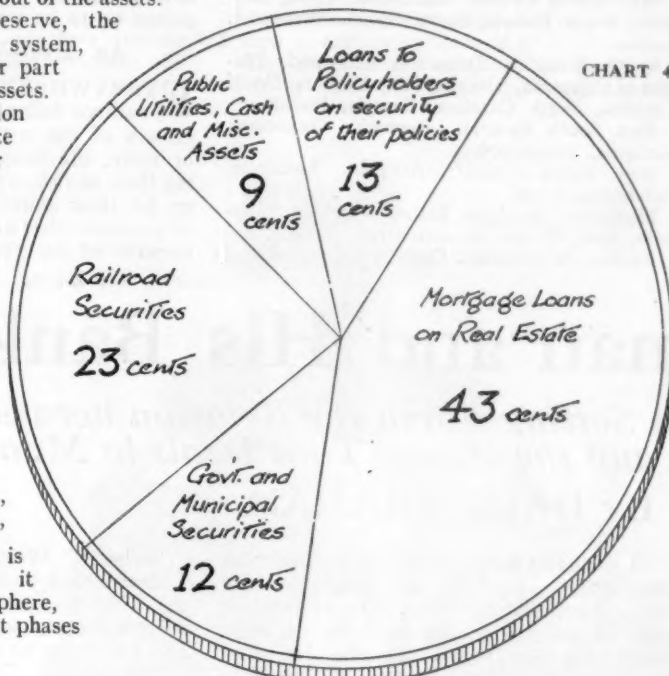 out of the assets.
eserve, the
system,
part
ssets.
on
ce
,
,
is
it
phere,
t phases
CHART 4
Public
Utilities, Cash
and Misc.
Assets
9
cents
Loans to
Policyholders
on security
of their policies
13
cents
Mortgage Loans
on Real Estate
43 cents
Govt. and
Municipal
Securities
12 cents
Railroad
Securities
23 cents